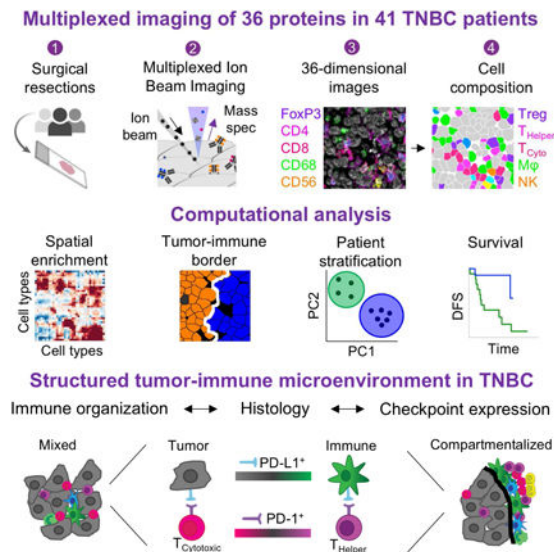 Multiplexed imaging of 36 proteins in 41 TNBC patients
1
2
3
4
Surgical
resections
Multiplexed Ion
Beam Imaging
36-dimensional
images
Cell
composition
Ion
beam
Mass
spec
FoxP3
CD4
CD8
CD68
CD56
Treg
THelper
TCyto
Mφ
NK
Computational analysis
Spatial
enrichment
Tumor-immune
border
Patient
stratification
Survival
Cell types
Cell types
PC2
PC1
DFS
Time
Structured tumor-immune microenvironment in TNBC
Immune organization
Histology
Checkpoint expression
Mixed
Tumor
Immune
Compartmentalized
PD-L1+
PD-1+
TCytotoxic
THelper